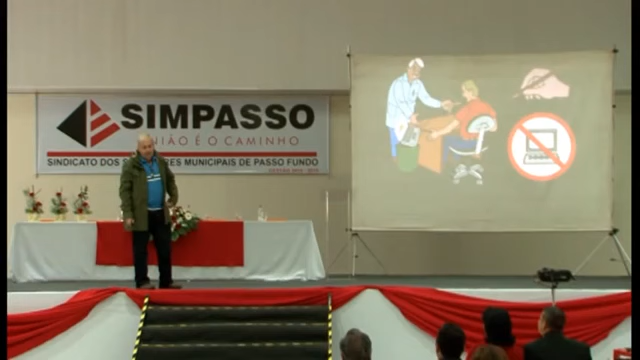 SIMPASSO
UNIÃO É O CAMINHO
SINDICATO DOS SERVIDORES MUNICIPAIS DE PASSO FUNDO